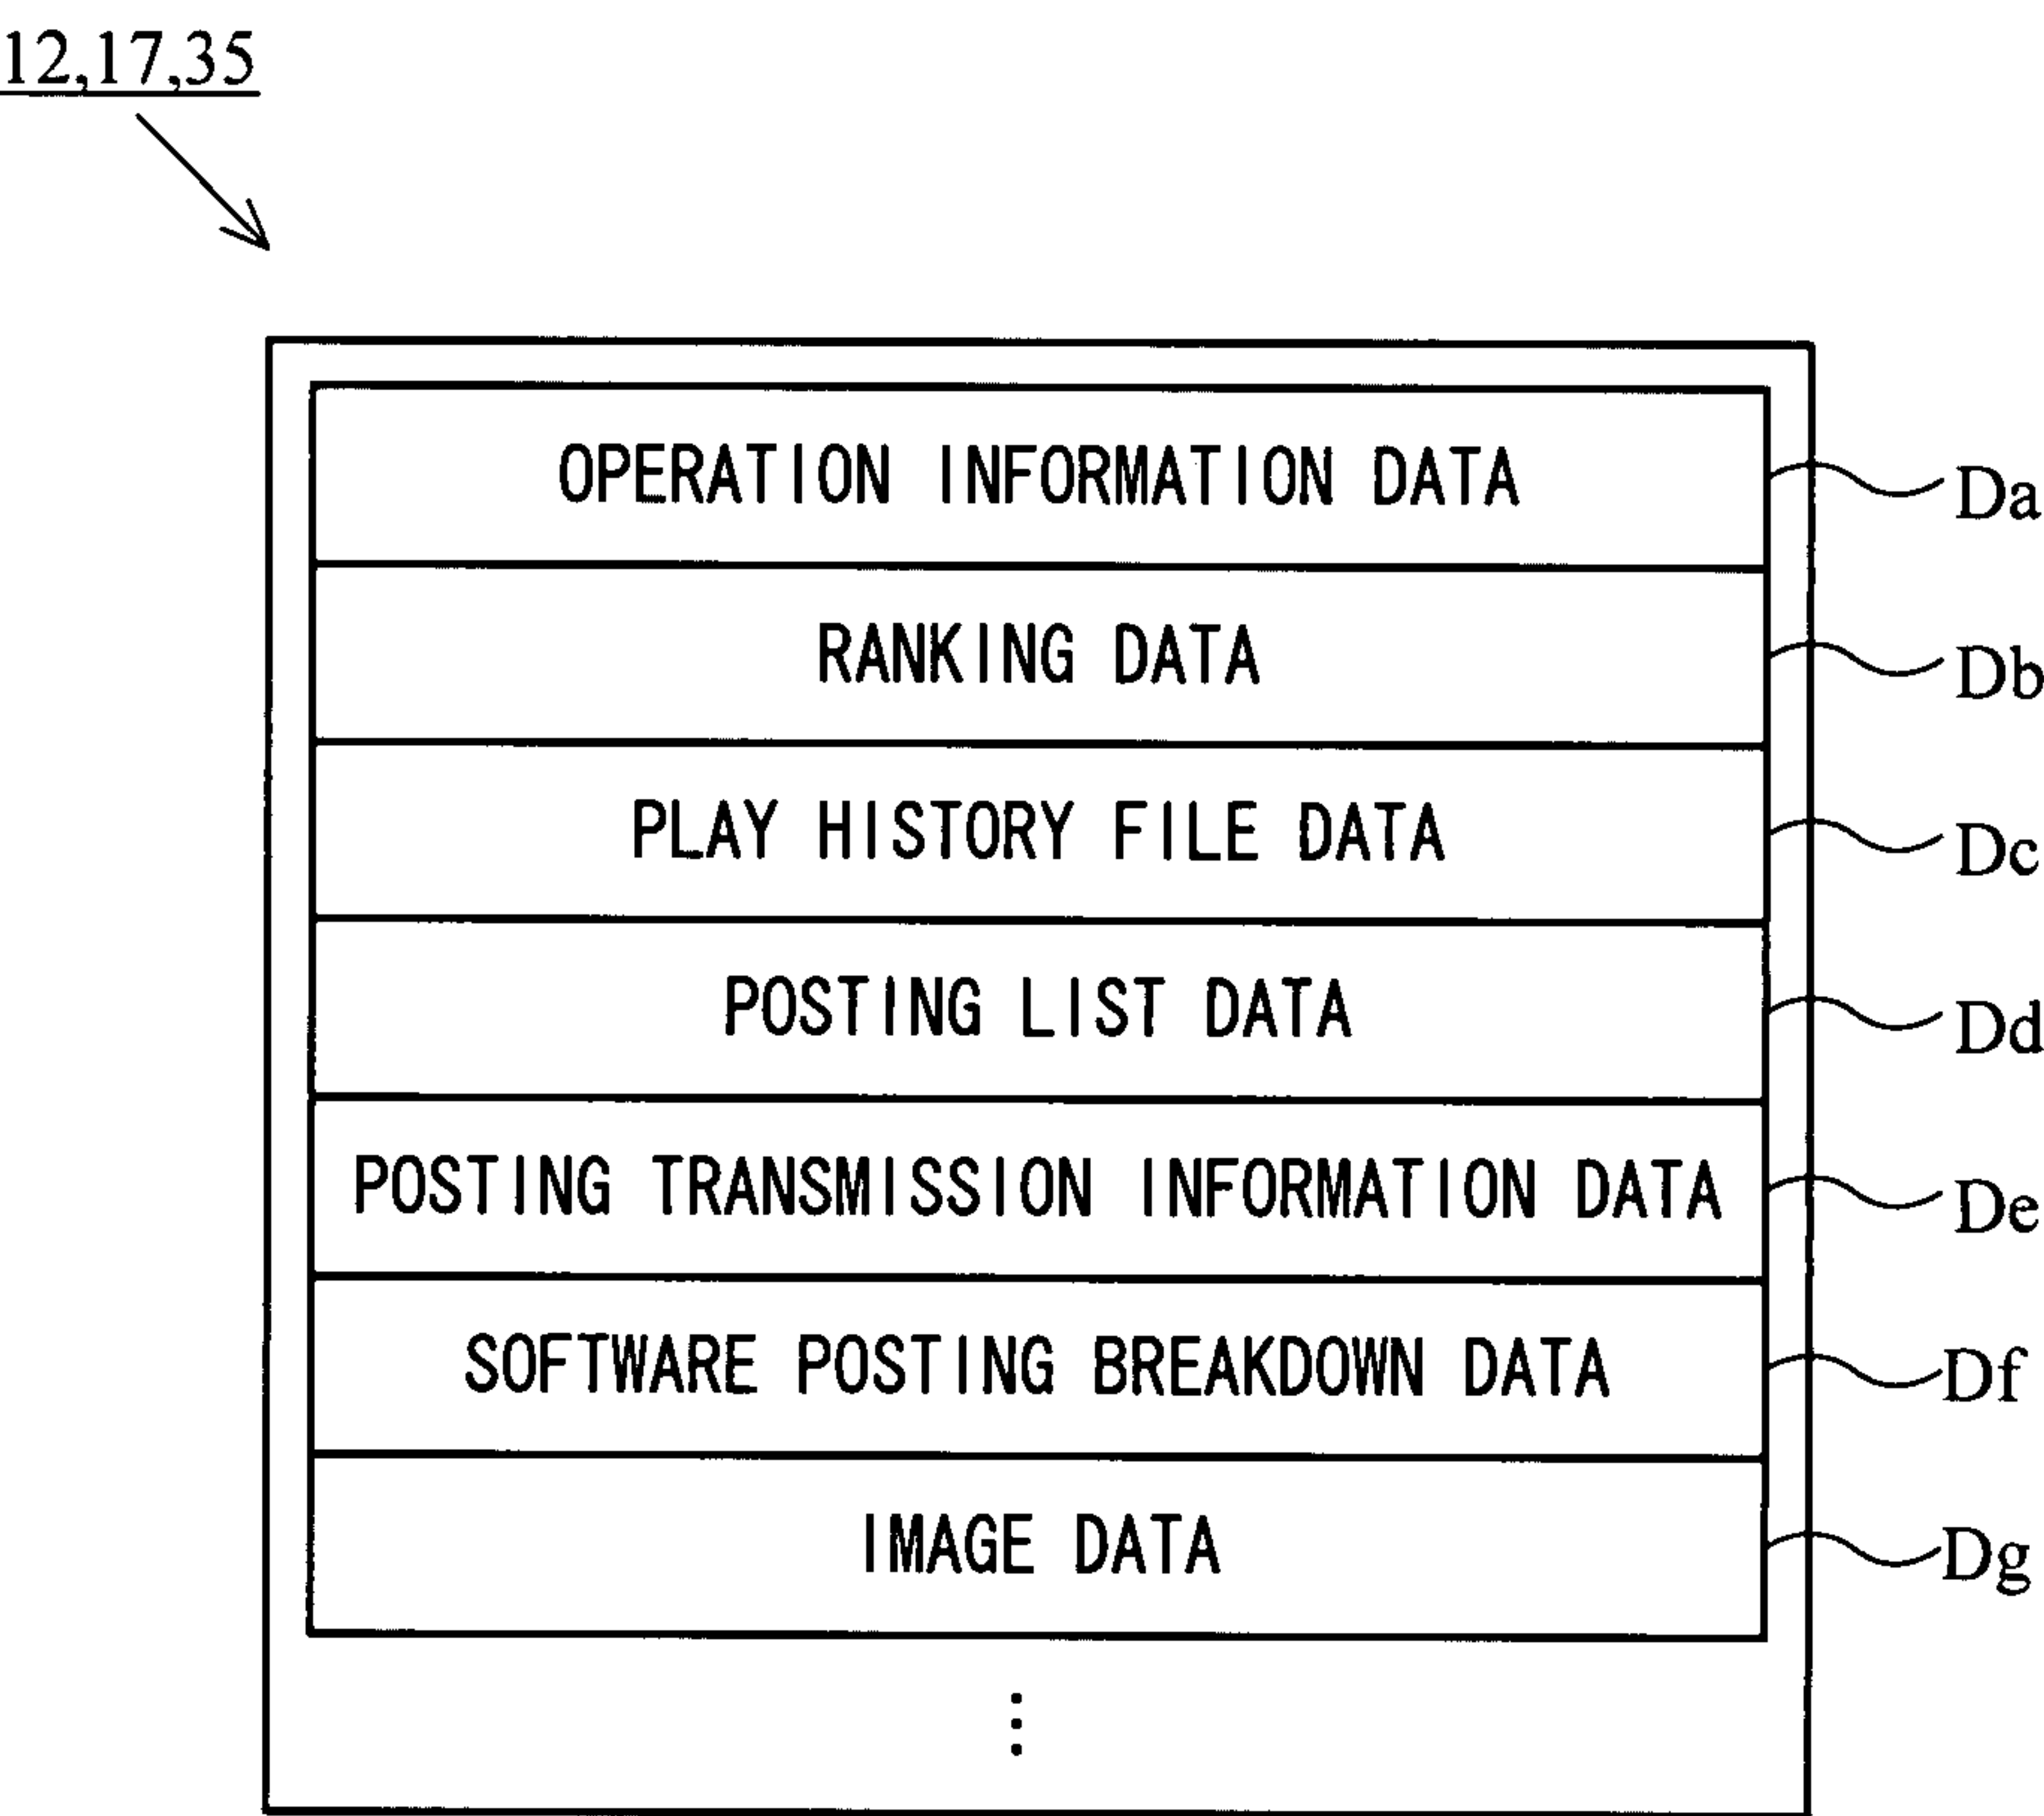 12,17,35
OPERATION INFORMATION DATA Da
RANKING DATA Db
PLAY HISTORY FILE DATA Dc
POSTING LIST DATA Dd
POSTING TRANSMISSION INFORMATION DATA De
SOFTWARE POSTING BREAKDOWN DATA Df
IMAGE DATA Dg